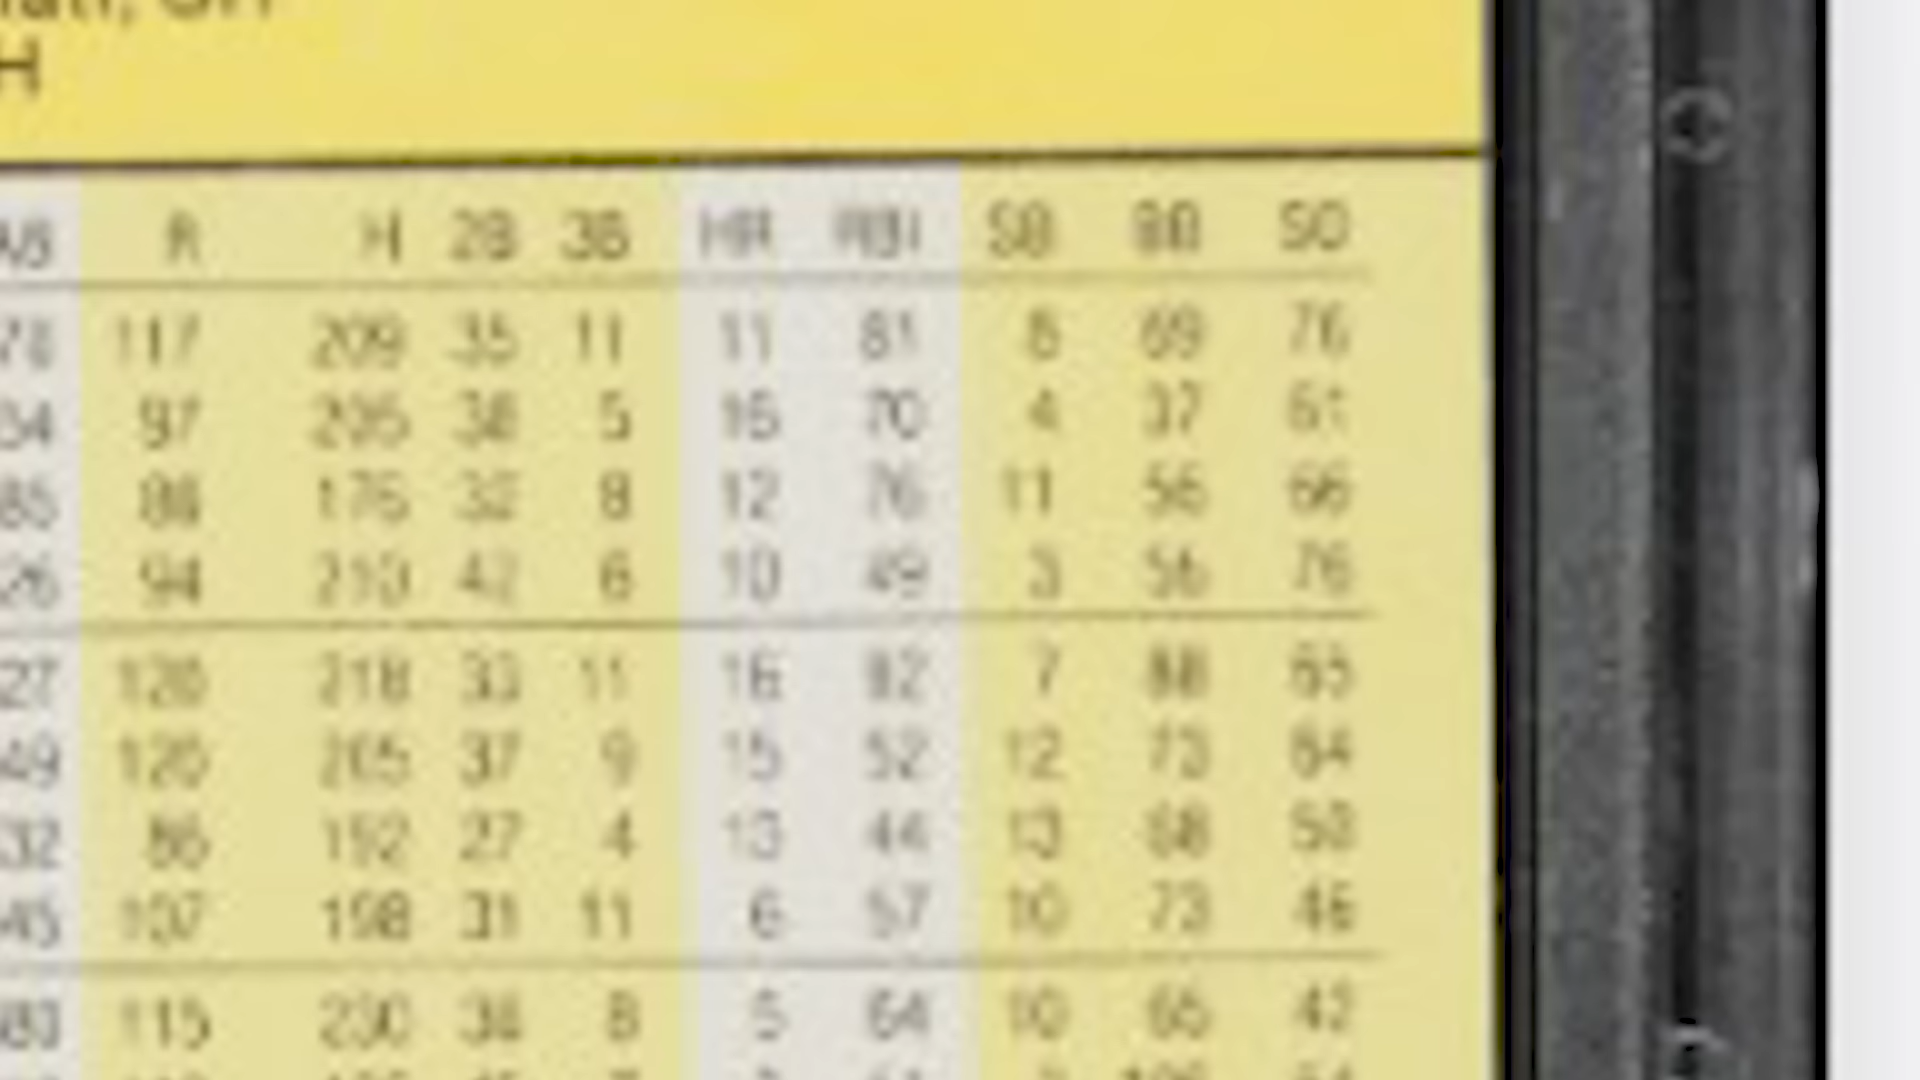 H
R H 2B 3B HR RBI SB BB SO
117 209 35 11 11 81 8 69 76
97 205 38 5 16 70 4 37 61
88 176 32 8 12 76 11 56 66
94 210 42 6 10 49 3 56 76
120 218 33 11 16 82 7 88 65
120 205 37 9 15 52 12 73 64
86 192 27 4 13 44 13 68 50
107 198 31 11 6 57 10 73 46
115 230 36 8 5 64 10 65 42